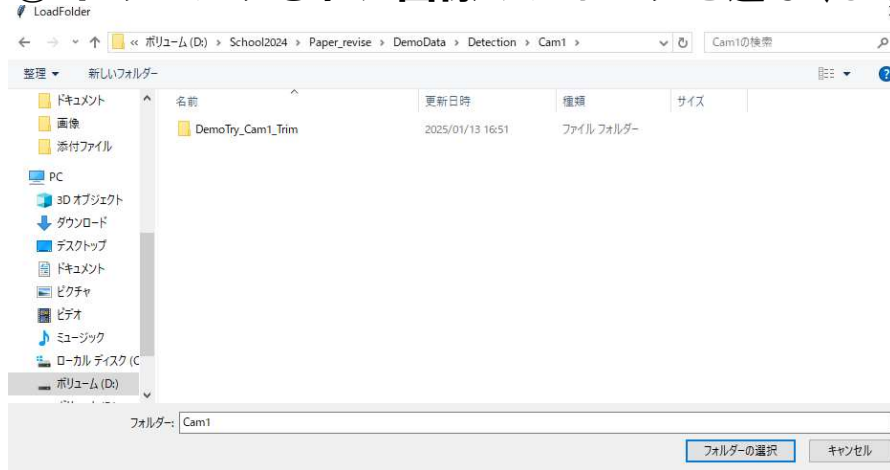 LoadFolder
« ボリューム (D:) › School2024 › Paper_revise › DemoData › Detection › Cam1 ›
Cam1の検索
整理
新しいフォルダー
名前
更新日時
種類
サイズ
ドキュメント
画像
添付ファイル
DemoTry_Cam1_Trim
2025/01/13 16:51
ファイル フォルダー
PC
3D オブジェクト
ダウンロード
デスクトップ
ドキュメント
ピクチャ
ビデオ
ミュージック
ローカル ディスク (C
ボリューム (D:)
フォルダー:
Cam1
フォルダーの選択
キャンセル